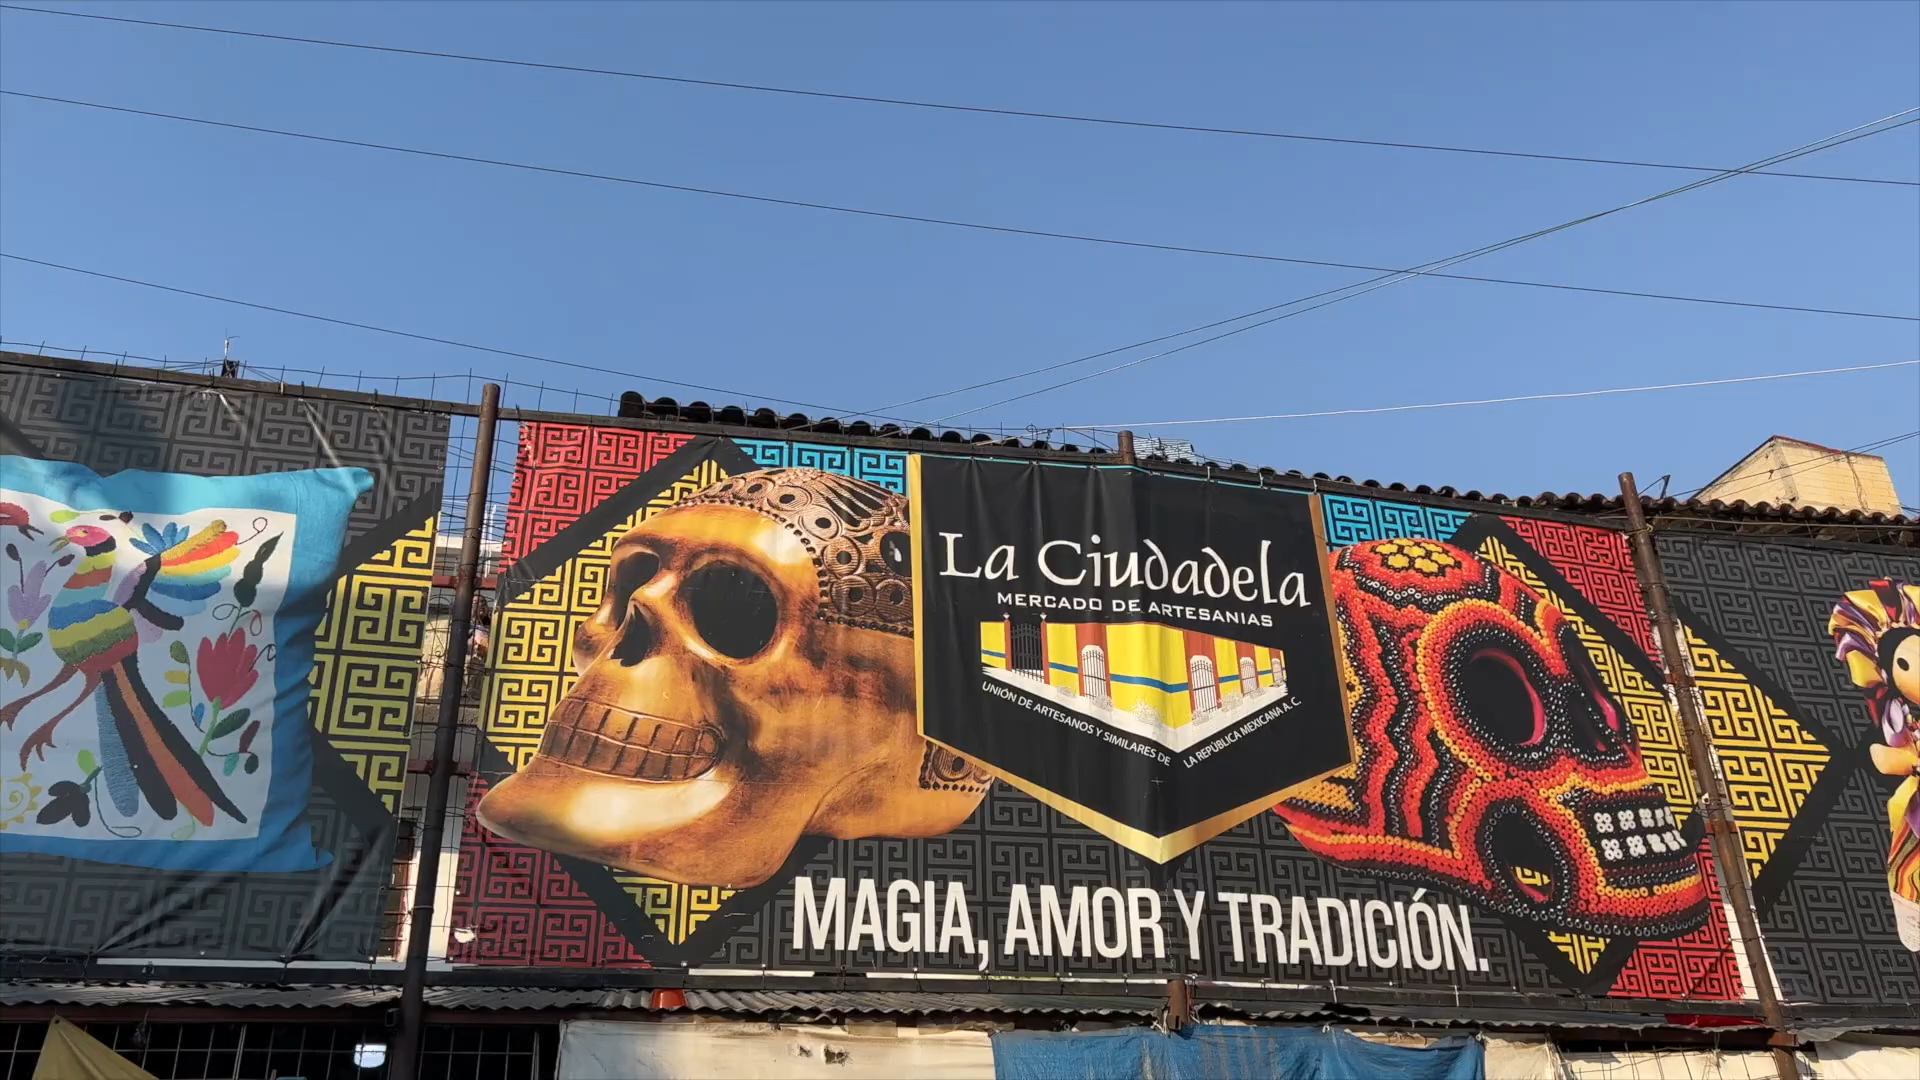 La Ciudadela
MERCADO DE ARTESANIAS
UNIÓN DE ARTESANOS Y SIMILARES DE LA REPÚBLICA MEXICANA A. C.
MAGIA, AMOR Y TRADICIÓN.